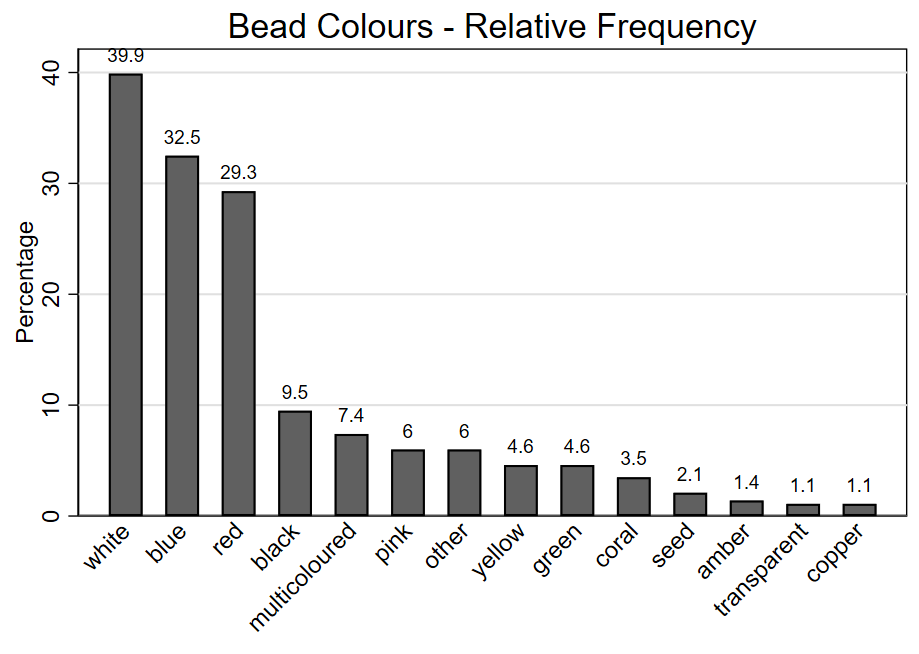 Bead Colours - Relative Frequency
Percentage
40
30
20
10
0
39.9
32.5
29.3
9.5
7.4
6
6
4.6
4.6
3.5
2.1
1.4
1.1
1.1
white
blue
red
black
multicoloured
pink
other
yellow
green
coral
seed
amber
transparent
copper